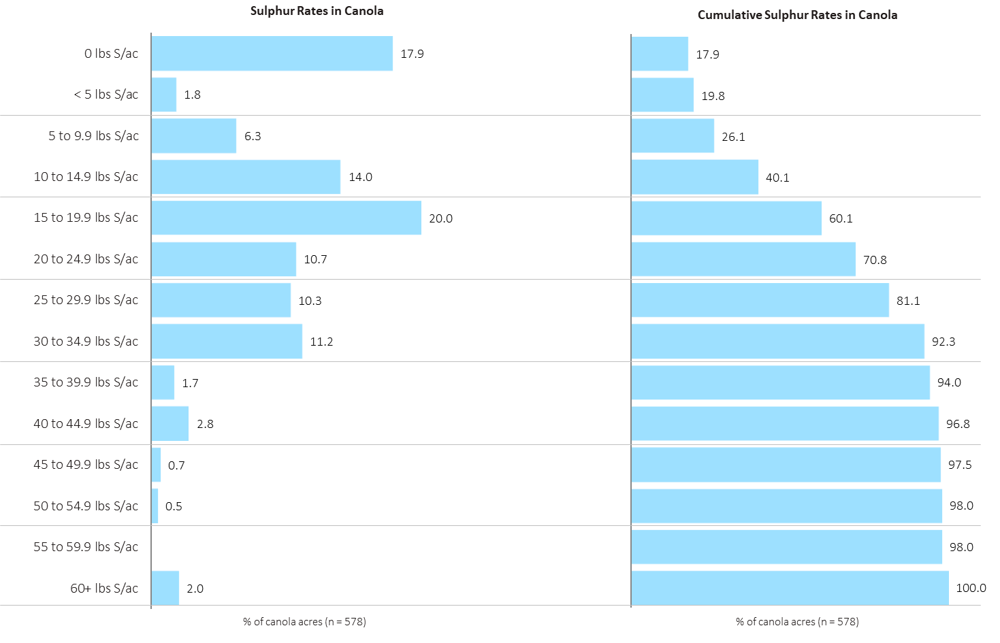 Sulphur Rates in Canola
Cumulative Sulphur Rates in Canola
0 lbs S/ac 17.9 17.9
< 5 lbs S/ac 1.8 19.8
5 to 9.9 lbs S/ac 6.3 26.1
10 to 14.9 lbs S/ac 14.0 40.1
15 to 19.9 lbs S/ac 20.0 60.1
20 to 24.9 lbs S/ac 10.7 70.8
25 to 29.9 lbs S/ac 10.3 81.1
30 to 34.9 lbs S/ac 11.2 92.3
35 to 39.9 lbs S/ac 1.7 94.0
40 to 44.9 lbs S/ac 2.8 96.8
45 to 49.9 lbs S/ac 0.7 97.5
50 to 54.9 lbs S/ac 0.5 98.0
55 to 59.9 lbs S/ac 98.0
60+ lbs S/ac 2.0 100.0
% of canola acres (n = 578) % of canola acres (n = 578)